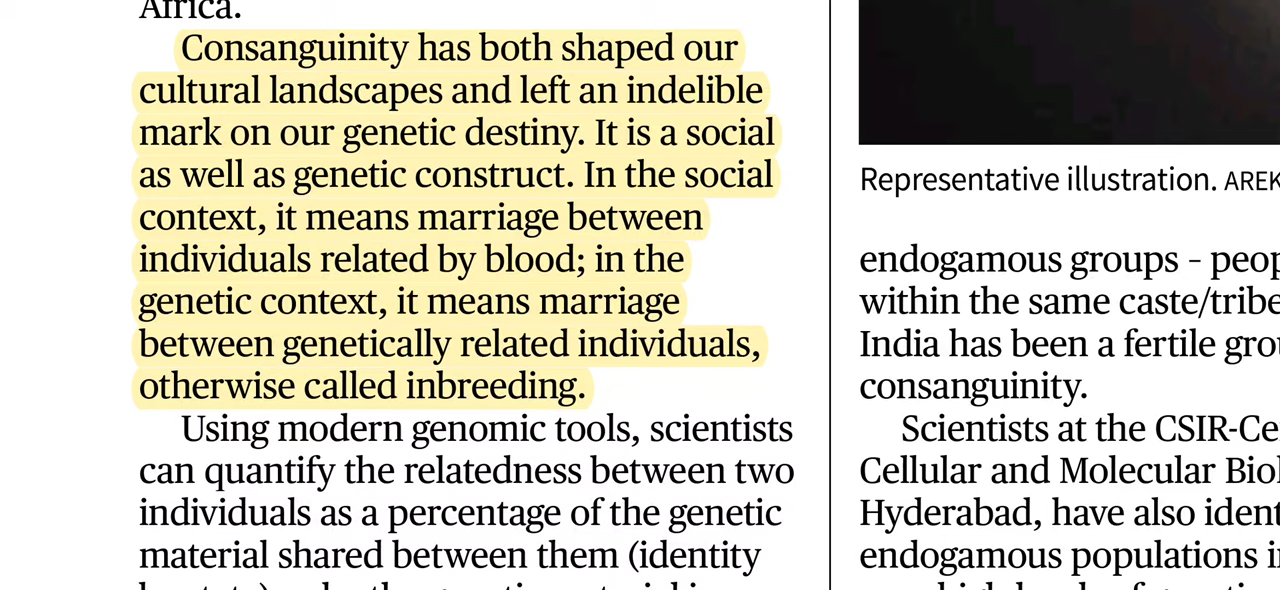 Africa.
Consanguinity has both shaped our
cultural landscapes and left an indelible
mark on our genetic destiny. It is a social
as well as genetic construct. In the social
context, it means marriage between
individuals related by blood; in the
genetic context, it means marriage
between genetically related individuals,
otherwise called inbreeding.
Using modern genomic tools, scientists
can quantify the relatedness between two
individuals as a percentage of the genetic
material shared between them (identity
Representative illustration. AREK
endogamous groups – peop
within the same caste/tribe
India has been a fertile grou
consanguinity.
Scientists at the CSIR-Ce
Cellular and Molecular Biol
Hyderabad, have also ident
endogamous populations i